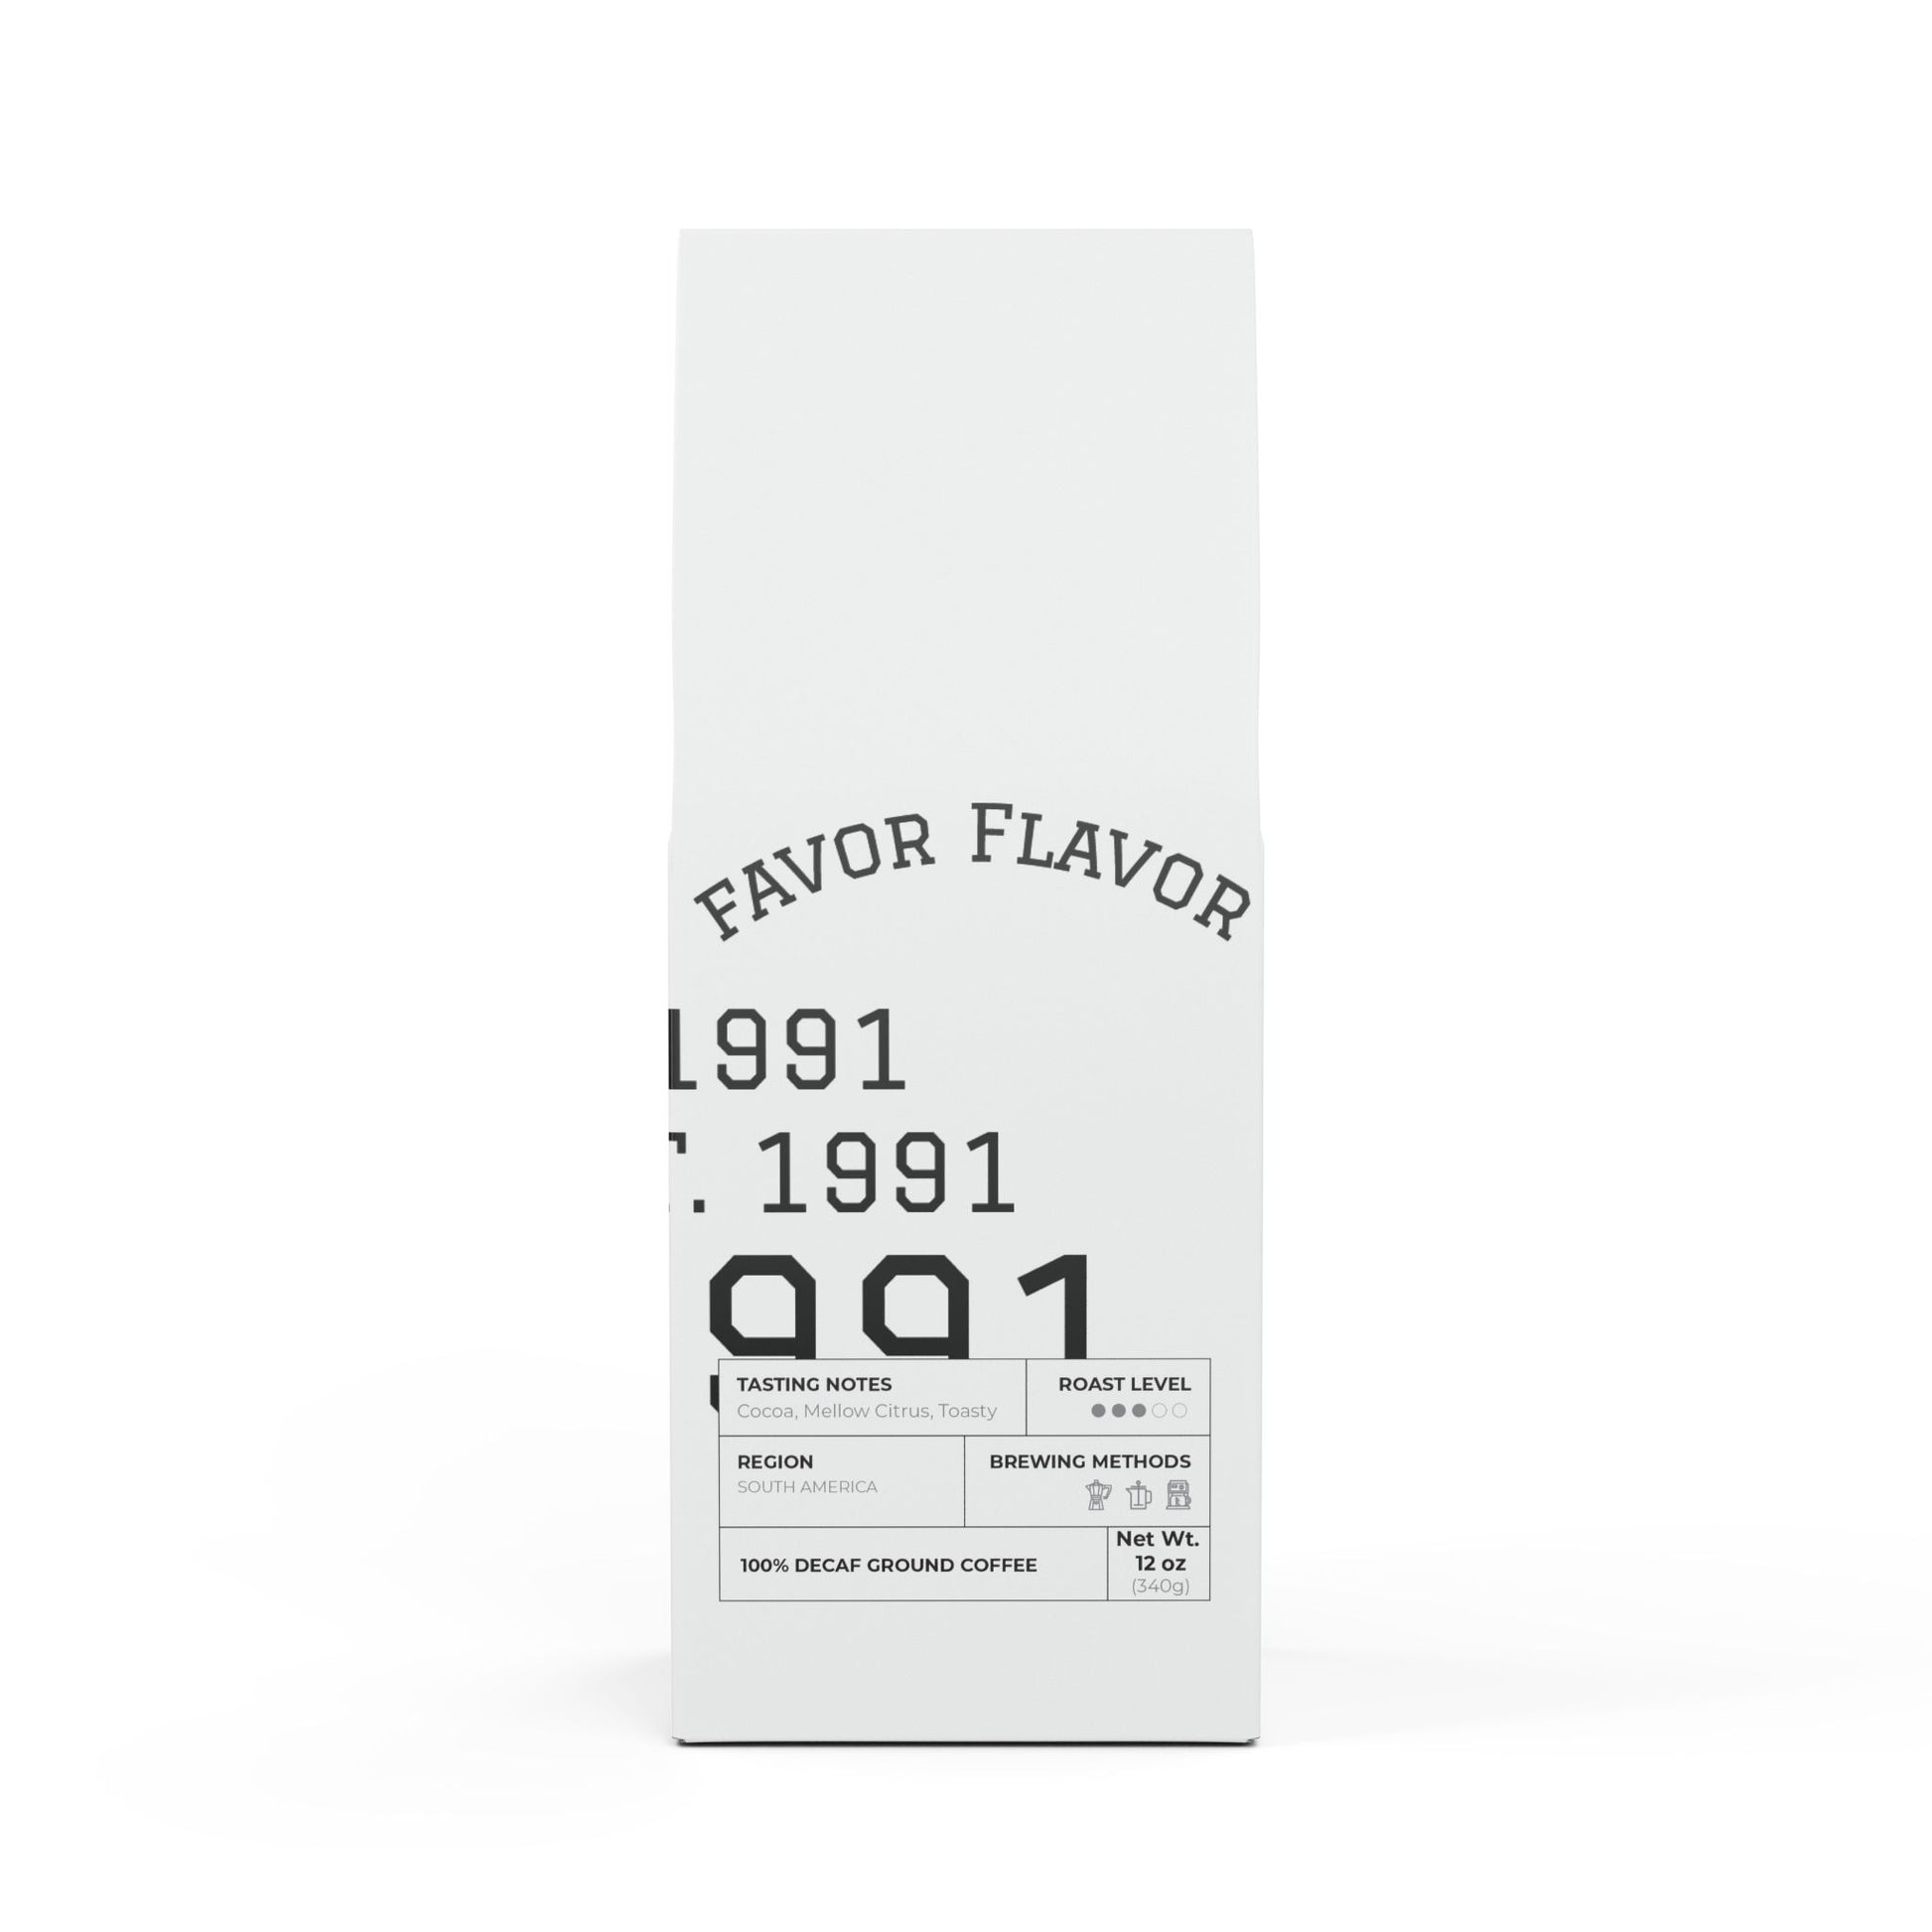 FAVOR FLAVOR
1991
T. 1991
991
TASTING NOTES
Cocoa, Mellow Citrus, Toasty
ROAST LEVEL
REGION
SOUTH AMERICA
BREWING METHODS
100% DECAF GROUND COFFEE
Net Wt.
12 oz
(340g)